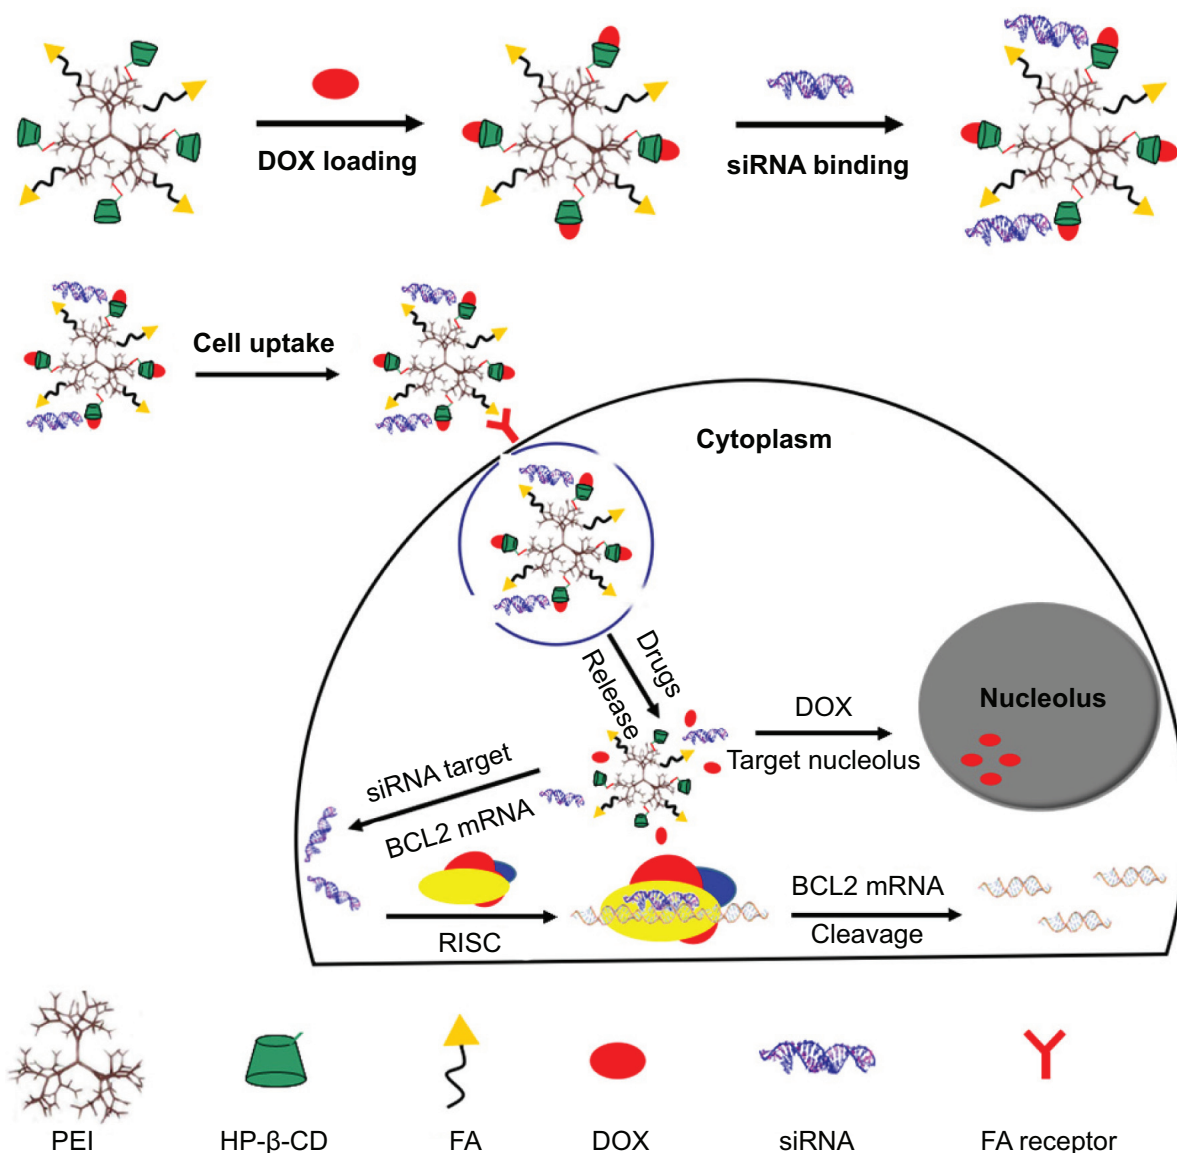 DOX loading
siRNA binding
Cell uptake
Cytoplasm
Drugs
Release
Nucleolus
DOX
Target nucleolus
siRNA target
BCL2 mRNA
RISC
BCL2 mRNA
Cleavage
PEI
HP-β-CD
FA
DOX
siRNA
FA receptor